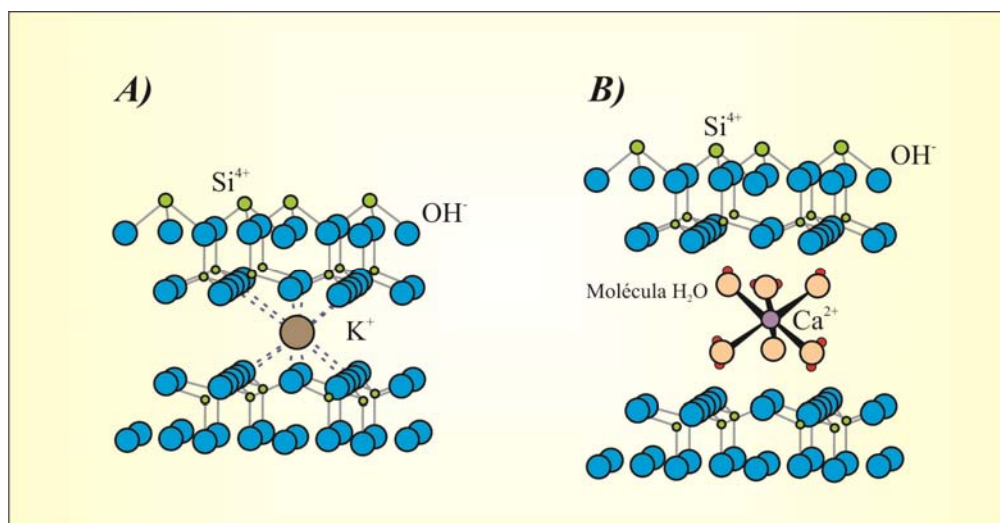 A)
Si⁴⁺
OH⁻
K⁺
B)
Si⁴⁺
OH⁻
Molécula H₂O
Ca²⁺